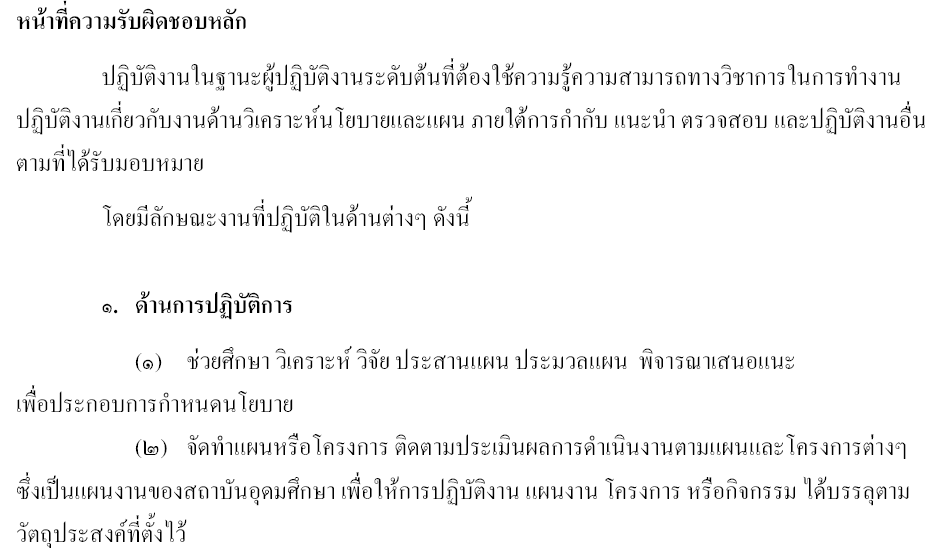 หน้าที่ความรับผิดชอบหลัก
ปฏิบัติงานในฐานะผู้ปฏิบัติงานระดับต้นที่ต้องใช้ความรู้ความสามารถทางวิชาการในการทำงาน
ปฏิบัติงานเกี่ยวกับงานด้านวิเคราะห์นโยบายและแผน ภายใต้การกำกับ แนะนำ ตรวจสอบ และปฏิบัติงานอื่น
ตามที่ได้รับมอบหมาย
โดยมีลักษณะงานที่ปฏิบัติในด้านต่างๆ ดังนี้
๑. ด้านการปฏิบัติการ
(๑) ช่วยศึกษา วิเคราะห์ วิจัย ประสานแผน ประมวลแผน พิจารณาเสนอแนะ
เพื่อประกอบการกำหนดนโยบาย
(๒) จัดทำแผนหรือโครงการ ติดตามประเมินผลการดำเนินงานตามแผนและโครงการต่างๆ
ซึ่งเป็นแผนงานของสถาบันอุดมศึกษา เพื่อให้การปฏิบัติงาน แผนงาน โครงการ หรือกิจกรรม ได้บรรลุตาม
วัตถุประสงค์ที่ตั้งไว้